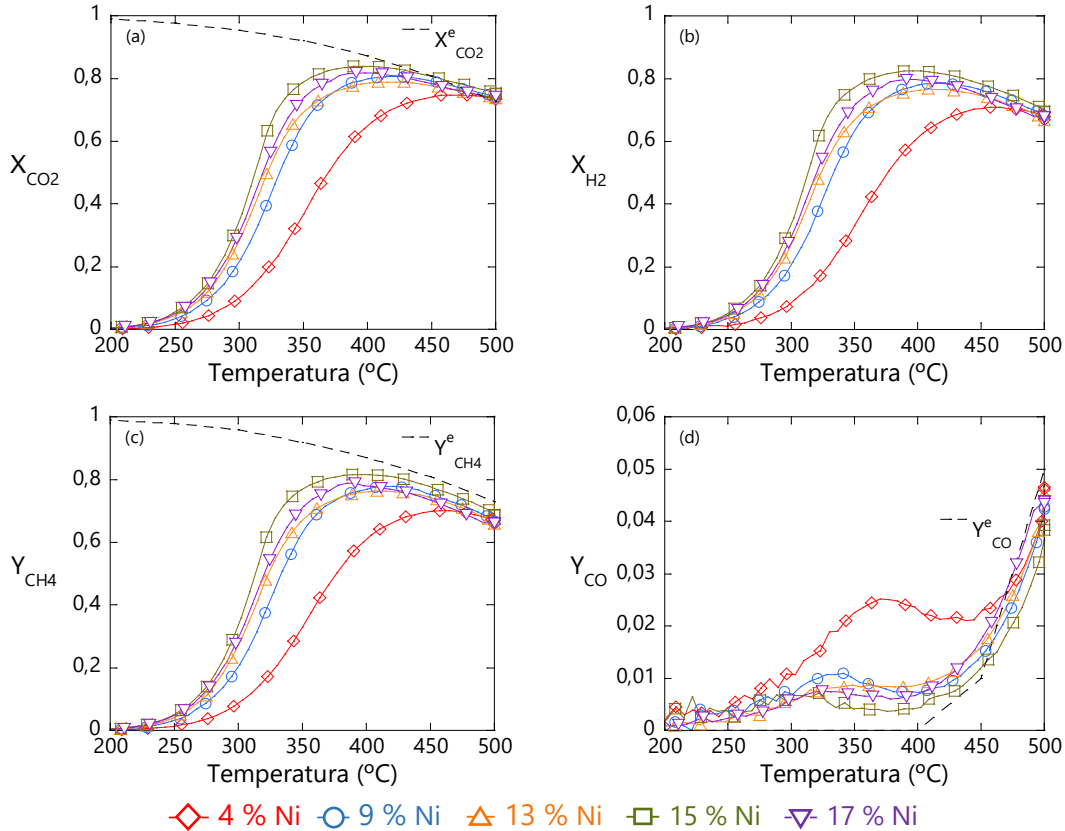 (a)
X^e_CO2
X_CO2
1
0,8
0,6
0,4
0,2
0
200 250 300 350 400 450 500
Temperatura (ºC)
(b)
X_H2
1
0,8
0,6
0,4
0,2
0
200 250 300 350 400 450 500
Temperatura (ºC)
(c)
Y^e_CH4
Y_CH4
1
0,8
0,6
0,4
0,2
0
200 250 300 350 400 450 500
Temperatura (ºC)
(d)
Y^e_CO
Y_CO
0,06
0,05
0,04
0,03
0,02
0,01
0
200 250 300 350 400 450 500
Temperatura (ºC)
4 % Ni 9 % Ni 13 % Ni 15 % Ni 17 % Ni